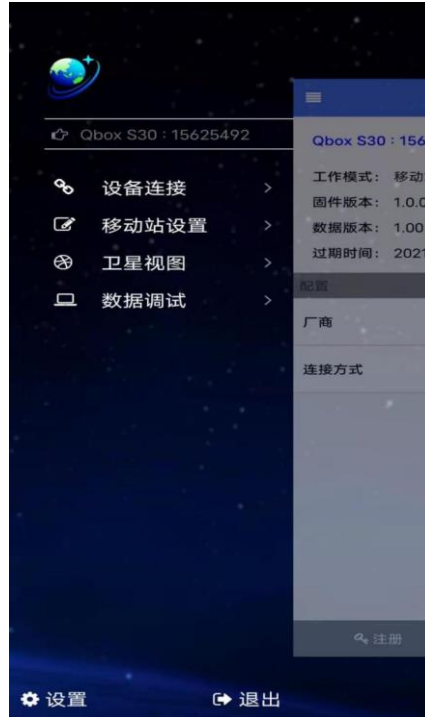 Qbox S30：15625492
设备连接
移动站设置
卫星视图
数据调试
设置
退出
Qbox S30：156
工作模式： 移动
固件版本： 1.0.0
数据版本： 1.00
过期时间： 2021
配置
厂商
连接方式
注册